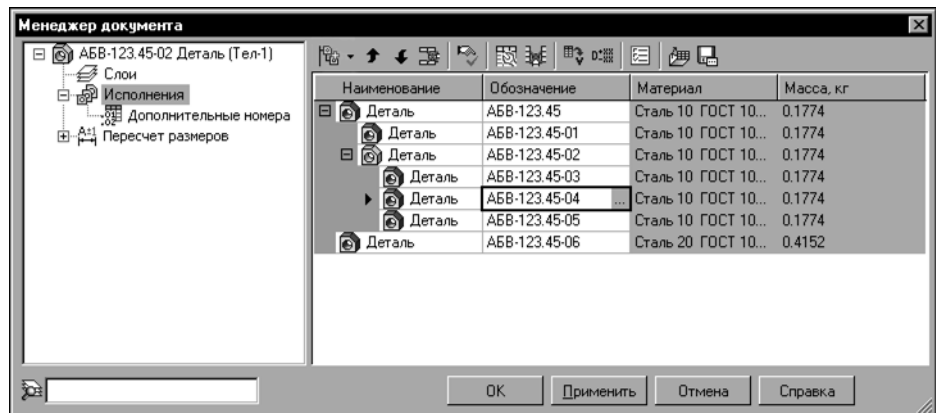 Менеджер документа
АБВ-123.45-02 Деталь (Тел-1)
Слои
Исполнения
Дополнительные номера
Пересчет размеров
Наименование Обозначение Материал Масса, кг
Деталь АБВ-123.45 Сталь 10 ГОСТ 10... 0.1774
Деталь АБВ-123.45-01 Сталь 10 ГОСТ 10... 0.1774
Деталь АБВ-123.45-02 Сталь 10 ГОСТ 10... 0.1774
Деталь АБВ-123.45-03 Сталь 10 ГОСТ 10... 0.1774
Деталь АБВ-123.45-04 ... Сталь 10 ГОСТ 10... 0.1774
Деталь АБВ-123.45-05 Сталь 10 ГОСТ 10... 0.1774
Деталь АБВ-123.45-06 Сталь 20 ГОСТ 10... 0.4152
OK Применить Отмена Справка